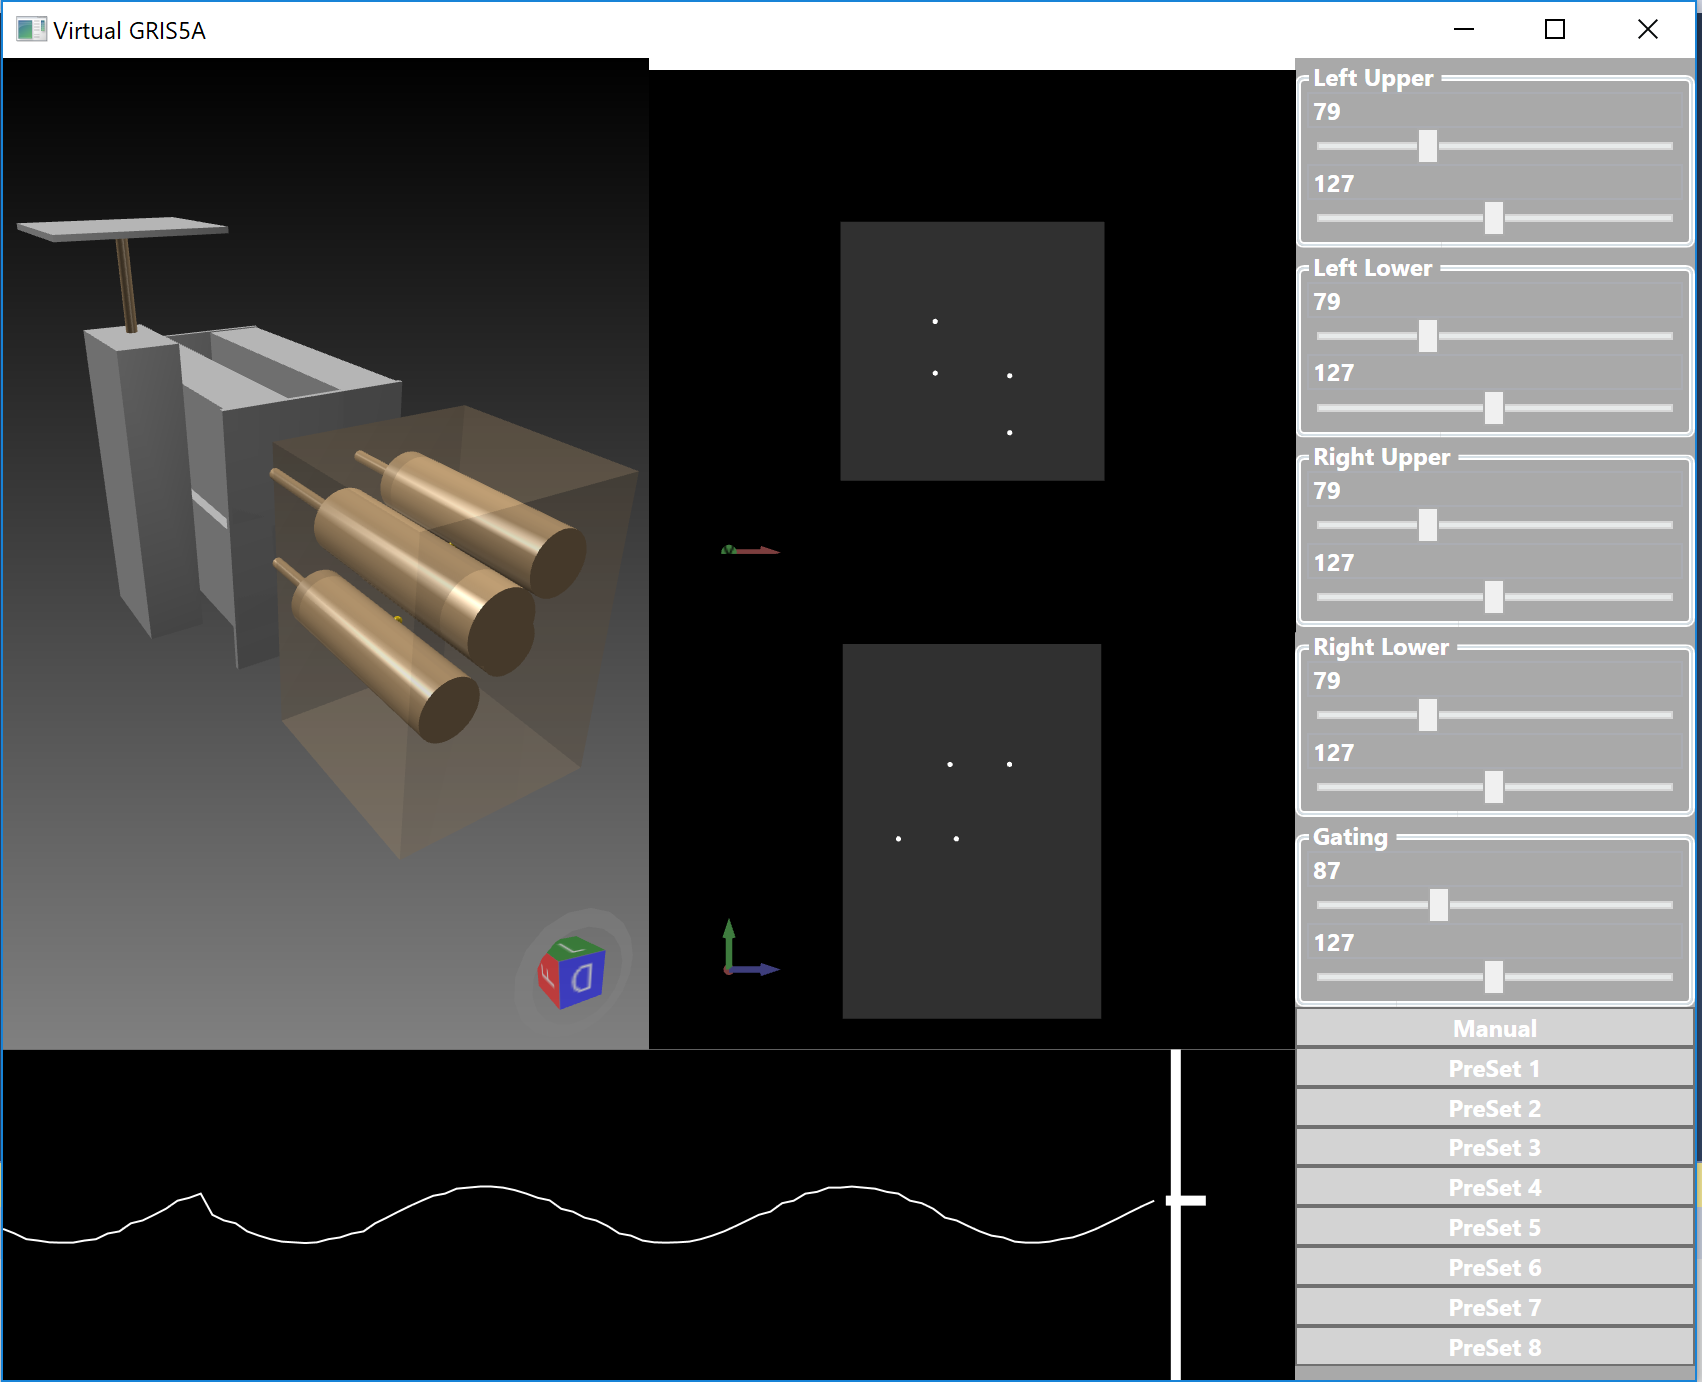 Virtual GRIS5A
Left Upper
79
127
Left Lower
79
127
Right Upper
79
127
Right Lower
79
127
Gating
87
127
Manual
PreSet 1
PreSet 2
PreSet 3
PreSet 4
PreSet 5
PreSet 6
PreSet 7
PreSet 8
L
F
D